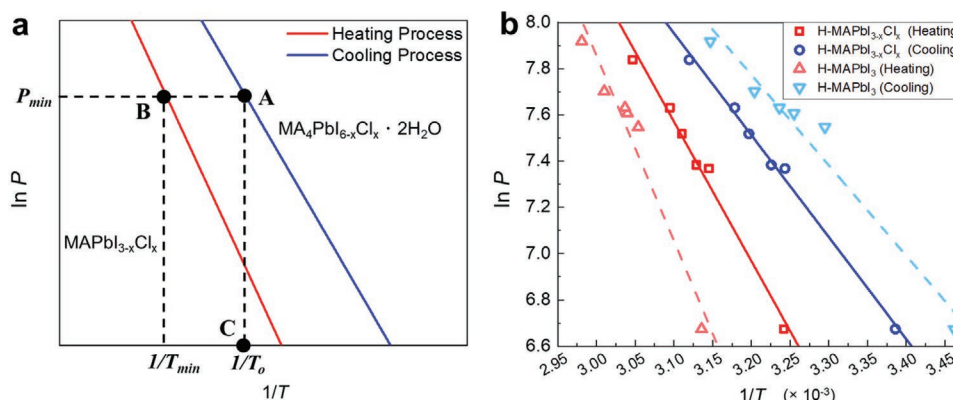 a
Heating Process
Cooling Process
P_min
B
A
MA₄PbI₆₋ₓClₓ · 2H₂O
ln P
MAPbI₃₋ₓClₓ
C
1/T_min
1/T_o
1/T
b
8.0
7.8
7.6
7.4
7.2
7.0
6.8
6.6
ln P
H-MAPbI₃₋ₓClₓ (Heating
H-MAPbI₃₋ₓClₓ (Cooling
H-MAPbI₃ (Heating)
H-MAPbI₃ (Cooling)
2.95
3.00
3.05
3.10
3.15
3.20
3.25
3.30
3.35
3.40
3.45
1/T (× 10⁻³)